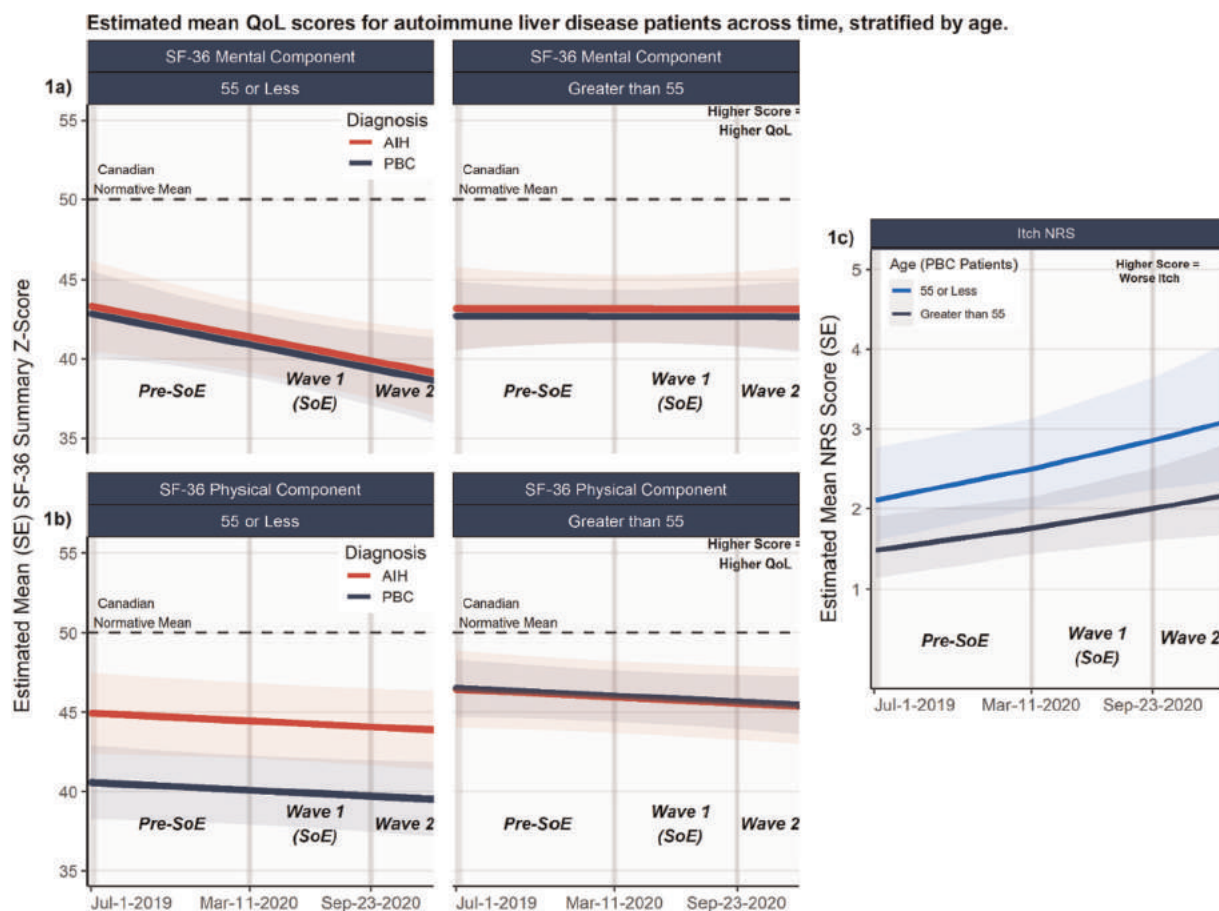 Estimated mean QoL scores for autoimmune liver disease patients across time, stratified by age.
1a)
SF-36 Mental Component
55 or Less
Diagnosis
AIH
PBC
Canadian
Normative Mean
55
50
45
40
35
Pre-SoE
Wave 1
(SoE)
Wave 2
SF-36 Mental Component
Greater than 55
Higher Score =
Higher QoL
Canadian
Normative Mean
Pre-SoE
Wave 1
(SoE)
Wave 2
Estimated Mean (SE) SF-36 Summary Z-Score
1b)
SF-36 Physical Component
55 or Less
Diagnosis
AIH
PBC
Canadian
Normative Mean
55
50
45
40
35
Pre-SoE
Wave 1
(SoE)
Wave 2
Jul-1-2019
Mar-11-2020
Sep-23-2020
SF-36 Physical Component
Greater than 55
Higher Score =
Higher QoL
Canadian
Normative Mean
Pre-SoE
Wave 1
(SoE)
Wave 2
Jul-1-2019
Mar-11-2020
Sep-23-2020
1c)
Itch NRS
Age (PBC Patients)
55 or Less
Greater than 55
Higher Score =
Worse Itch
Estimated Mean NRS Score (SE)
5
4
3
2
1
Pre-SoE
Wave 1
(SoE)
Wave 2
Jul-1-2019
Mar-11-2020
Sep-23-2020